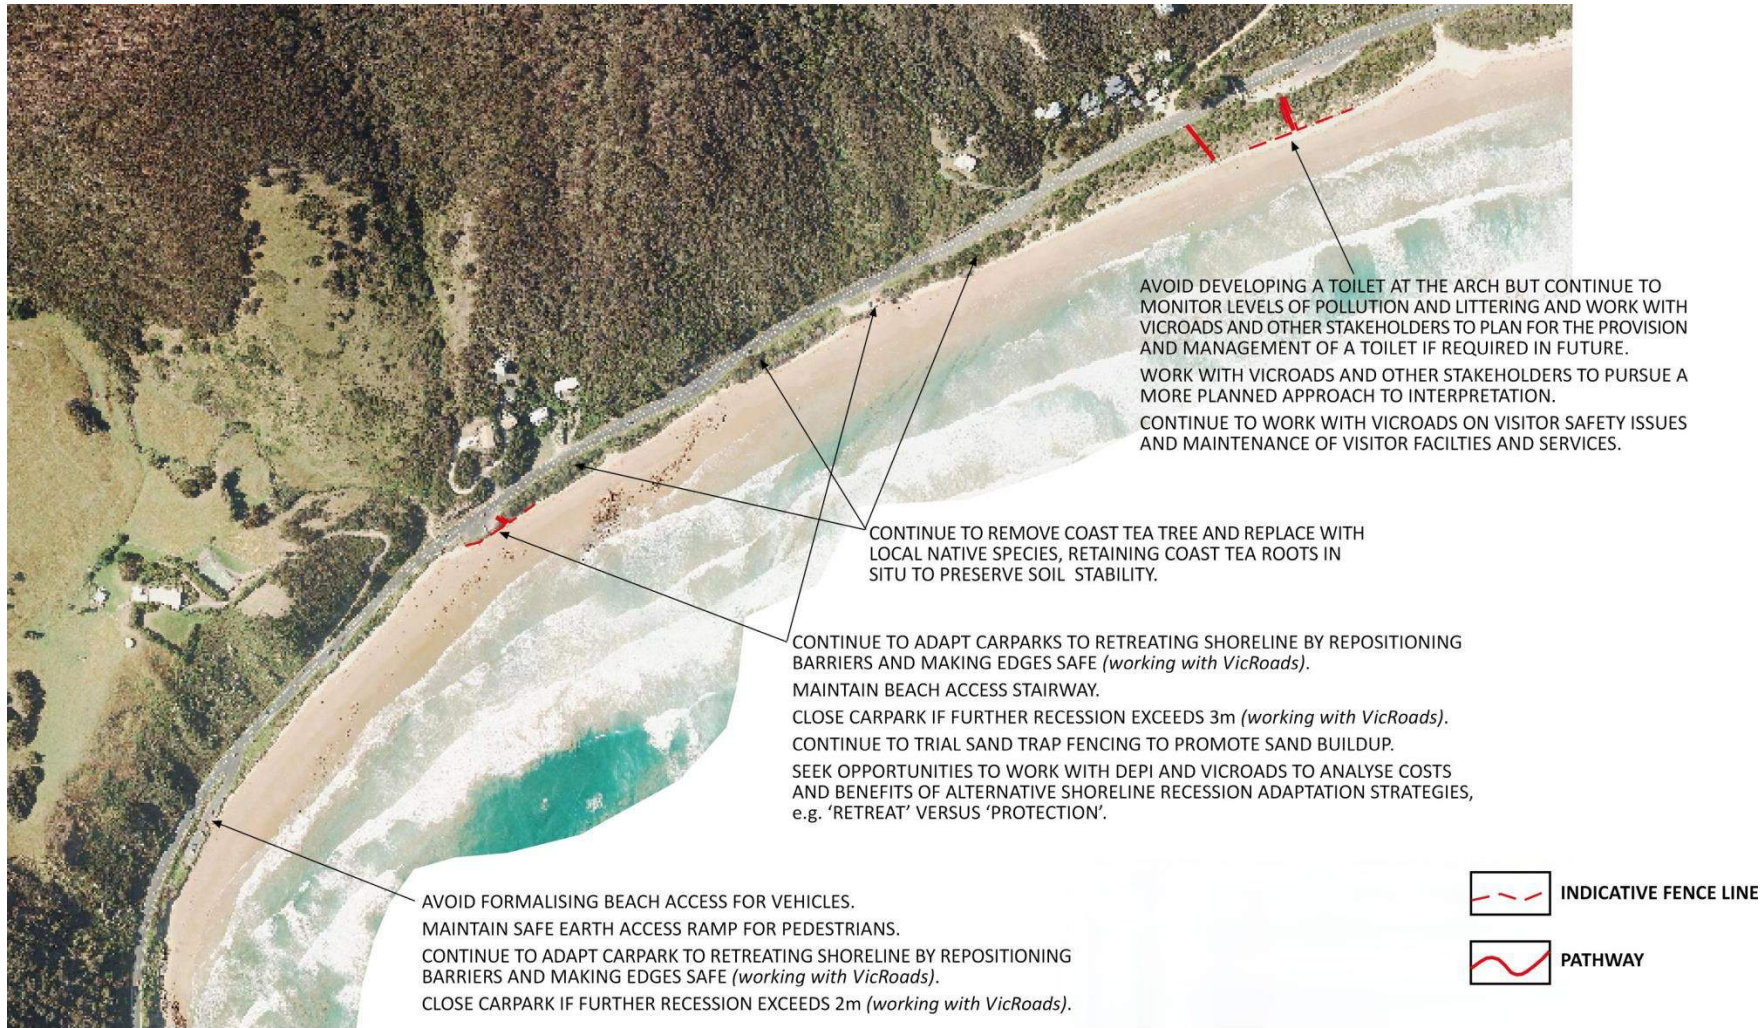 AVOID DEVELOPING A TOILET AT THE ARCH BUT CONTINUE TO
MONITOR LEVELS OF POLLUTION AND LITTERING AND WORK WITH
VICROADS AND OTHER STAKEHOLDERS TO PLAN FOR THE PROVISION
AND MANAGEMENT OF A TOILET IF REQUIRED IN FUTURE.
WORK WITH VICROADS AND OTHER STAKEHOLDERS TO PURSUE A
MORE PLANNED APPROACH TO INTERPRETATION.
CONTINUE TO WORK WITH VICROADS ON VISITOR SAFETY ISSUES
AND MAINTENANCE OF VISITOR FACILTIES AND SERVICES.
CONTINUE TO REMOVE COAST TEA TREE AND REPLACE WITH
LOCAL NATIVE SPECIES, RETAINING COAST TEA ROOTS IN
SITU TO PRESERVE SOIL STABILITY.
CONTINUE TO ADAPT CARPARKS TO RETREATING SHORELINE BY REPOSITIONING
BARRIERS AND MAKING EDGES SAFE (working with VicRoads).
MAINTAIN BEACH ACCESS STAIRWAY.
CLOSE CARPARK IF FURTHER RECESSION EXCEEDS 3m (working with VicRoads).
CONTINUE TO TRIAL SAND TRAP FENCING TO PROMOTE SAND BUILDUP.
SEEK OPPORTUNITIES TO WORK WITH DEPI AND VICROADS TO ANALYSE COSTS
AND BENEFITS OF ALTERNATIVE SHORELINE RECESSION ADAPTATION STRATEGIES,
e.g. ‘RETREAT’ VERSUS ‘PROTECTION’.
AVOID FORMALISING BEACH ACCESS FOR VEHICLES.
MAINTAIN SAFE EARTH ACCESS RAMP FOR PEDESTRIANS.
CONTINUE TO ADAPT CARPARK TO RETREATING SHORELINE BY REPOSITIONING
BARRIERS AND MAKING EDGES SAFE (working with VicRoads).
CLOSE CARPARK IF FURTHER RECESSION EXCEEDS 2m (working with VicRoads).
INDICATIVE FENCE LINE
PATHWAY